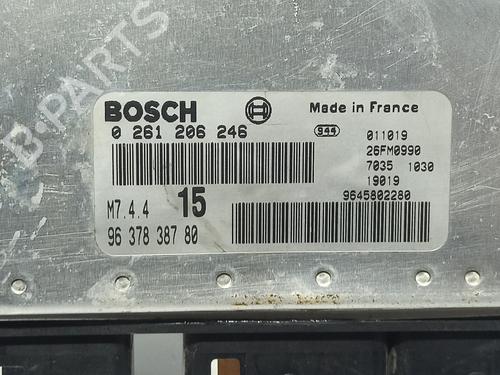 B-PARTS
BOSCH
Made in France
0 261 206 246
944
011019
26FM0990
7035 1030
19019
9645802280
M7.4.4
15
96 378 387 80